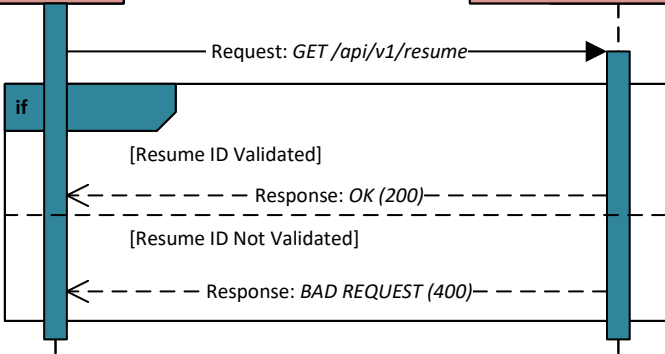 Request: GET /api/v1/resume
if
[Resume ID Validated]
Response: OK (200)
[Resume ID Not Validated]
Response: BAD REQUEST (400)